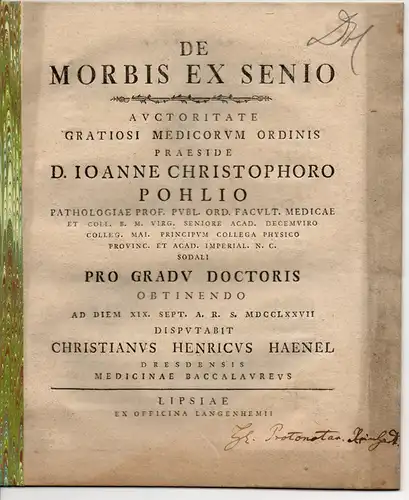 DE
MORBIS EX SENIO
AVCTORITATE
GRATIOSI MEDICORVM ORDINIS
PRAESIDE
D. IOANNE CHRISTOPHORO
POHLIO
PATHOLOGIAE PROF. PVBL. ORD. FACVLT. MEDICAE
ET COLL. B. M. VIRG. SENIORE ACAD. DECEMVIRO
COLLEG. MAI. PRINCIPVM COLLEGA PHYSICO
PROVINC. ET ACAD. IMPERIAL. N. C.
SODALI
PRO GRADV DOCTORIS
OBTINENDO
AD DIEM XIX. SEPT. A. R. S. MDCCLXXVII
DISPVTABIT
CHRISTIANVS HENRICVS HAENEL
DRESDENSIS
MEDICINAE BACCALAVREVS
LIPSIAE
EX OFFICINA LANGENHEMII
Protonotar.